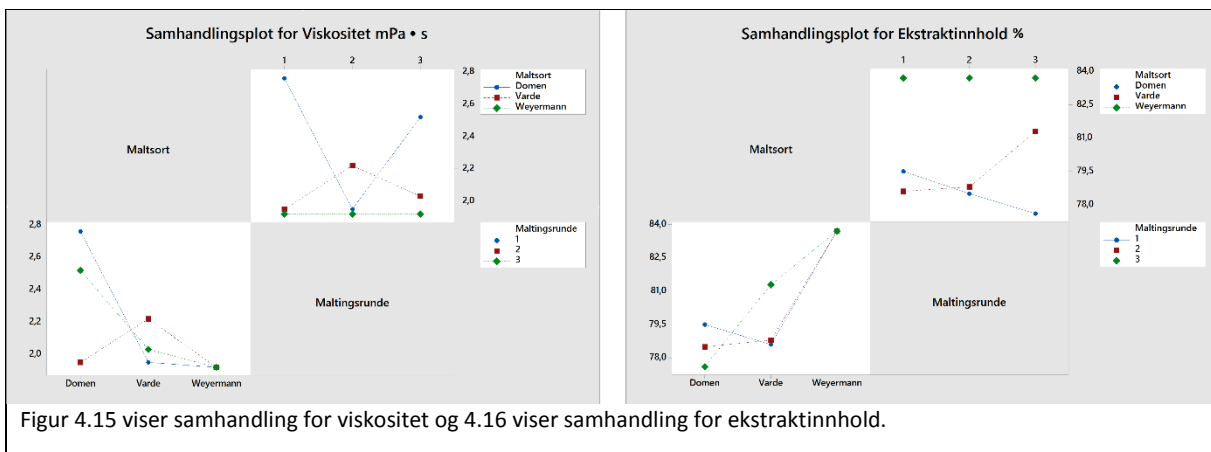 Samhandlingsplot for Viskositet mPa • s
1 2 3
2,8
2,6
2,4
2,2
2,0
Maltsort
Domen
Varde
Weyermann
Maltsort
2,8
2,6
2,4
2,2
2,0
Maltingsrunde
1
2
3
Maltingsrunde
Domen Varde Weyermann
Samhandlingsplot for Ekstraktinnhold %
1 2 3
84,0
82,5
81,0
79,5
78,0
Maltsort
Domen
Varde
Weyermann
Maltsort
84,0
82,5
81,0
79,5
78,0
Maltingsrunde
1
2
3
Maltingsrunde
Domen Varde Weyermann
Figur 4.15 viser samhandling for viskositet og 4.16 viser samhandling for ekstraktinnhold.